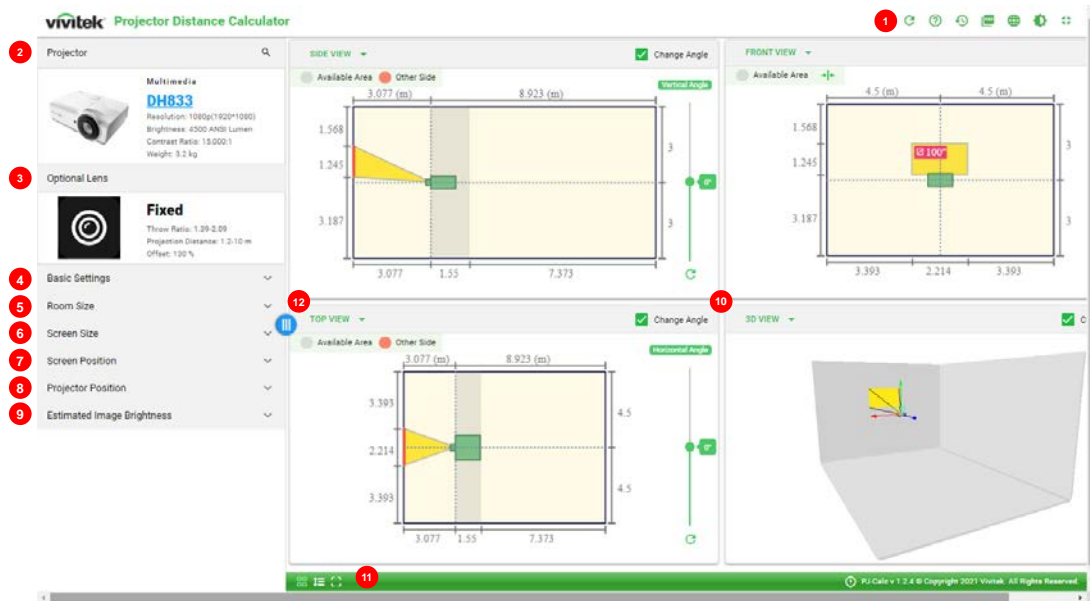 vivitek Projector Distance Calculator
1
2 Projector
Multimedia
DH833
Resolution: 1080p(1920*1080)
Brightness: 4500 ANSI Lumen
Contrast Ratio: 15,000:1
Weight: 3.2 kg
3 Optional Lens
Fixed
Throw Ratio: 1.39-2.09
Projection Distance: 1.2-10 m
Offset: 130 %
4 Basic Settings
5 Room Size
6 Screen Size
7 Screen Position
8 Projector Position
9 Estimated Image Brightness
SIDE VIEW Change Angle
Available Area Other Side
Vertical Angle
3.077 (m) 8.923 (m)
1.568
1.245
3.187
3
0°
3
3.077 1.55 7.373
FRONT VIEW
Available Area
4.5 (m) 4.5 (m)
1.568
1.245
3.187
100"
3
3
3.393 2.214 3.393
12
TOP VIEW Change Angle
Available Area Other Side
Horizontal Angle
3.077 (m) 8.923 (m)
3.393
2.214
3.393
4.5
0°
4.5
3.077 1.55 7.373
10
3D VIEW C
11
PJ-Calc v 1.2.4 © Copyright 2021 Vivitek. All Rights Reserved.